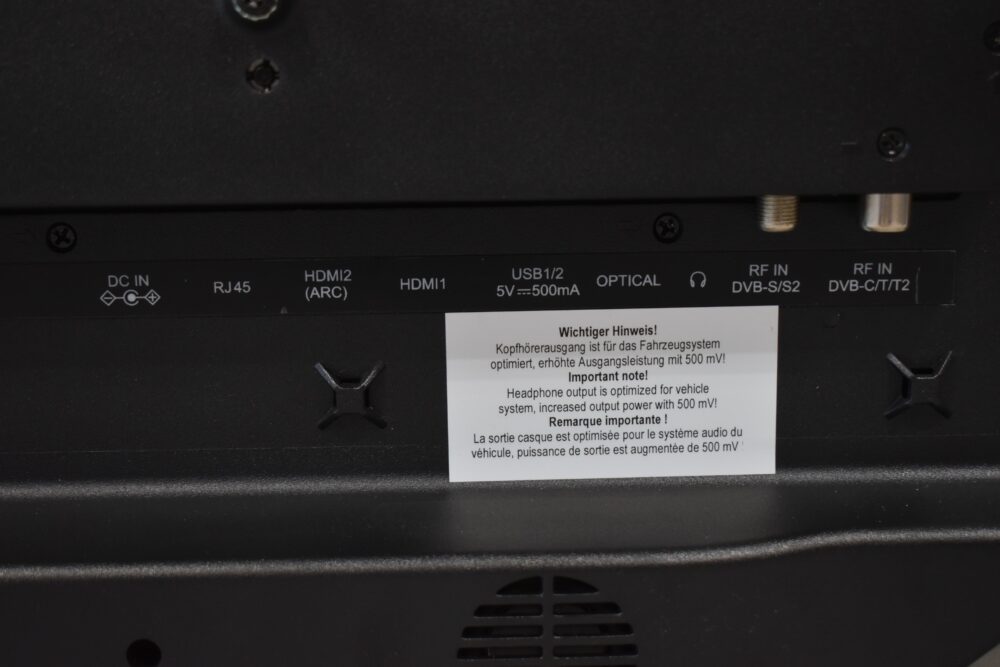 DC IN
RJ45
HDMI2
(ARC)
HDMI1
USB1/2
5V⎓500mA
OPTICAL
RF IN
DVB-S/S2
RF IN
DVB-C/T/T2
Wichtiger Hinweis!
Kopfhörerausgang ist für das Fahrzeugsystem
optimiert, erhöhte Ausgangsleistung mit 500 mV!
Important note!
Headphone output is optimized for vehicle
system, increased output power with 500 mV!
Remarque importante !
La sortie casque est optimisée pour le système audio du
véhicule, puissance de sortie est augmentée de 500 mV !